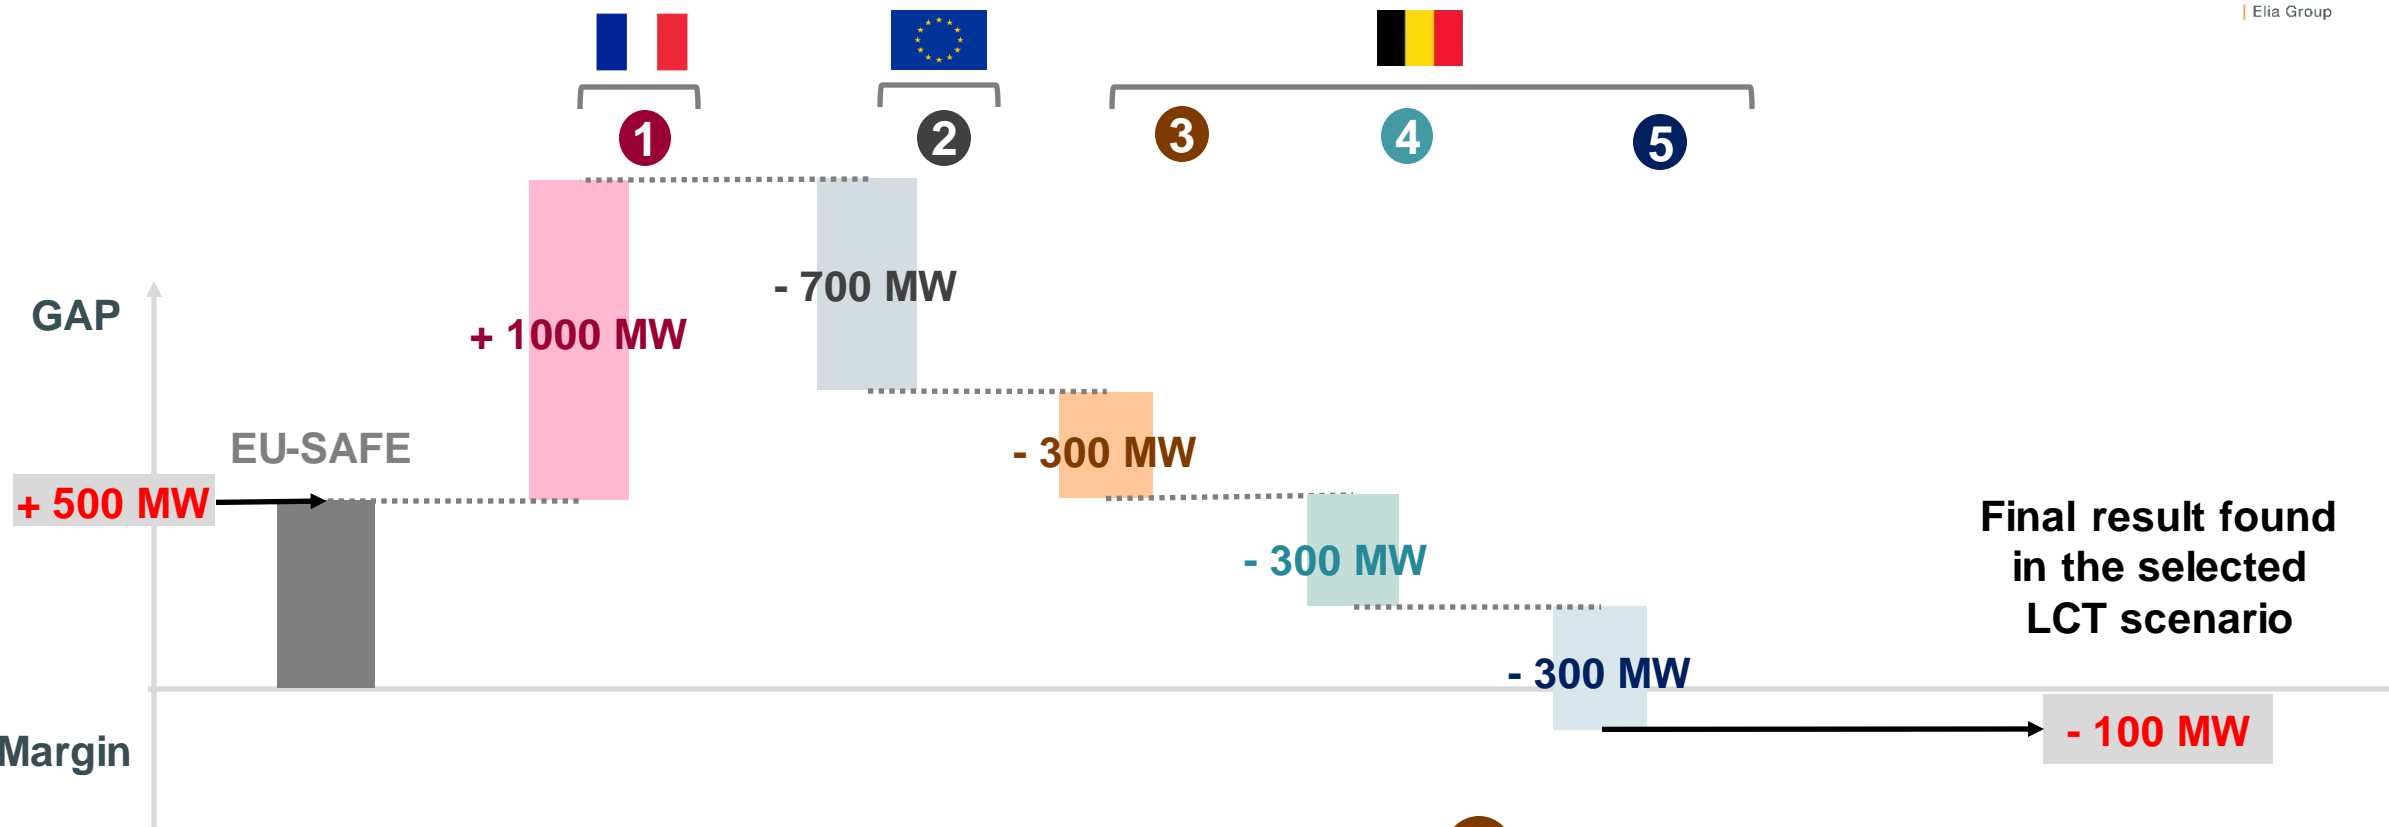 | Elia Group
1
2
3
4
5
- 700 MW
GAP
+ 1000 MW
EU-SAFE
- 300 MW
+ 500 MW
Final result found
in the selected
LCT scenario
- 300 MW
- 300 MW
- 100 MW
Margin